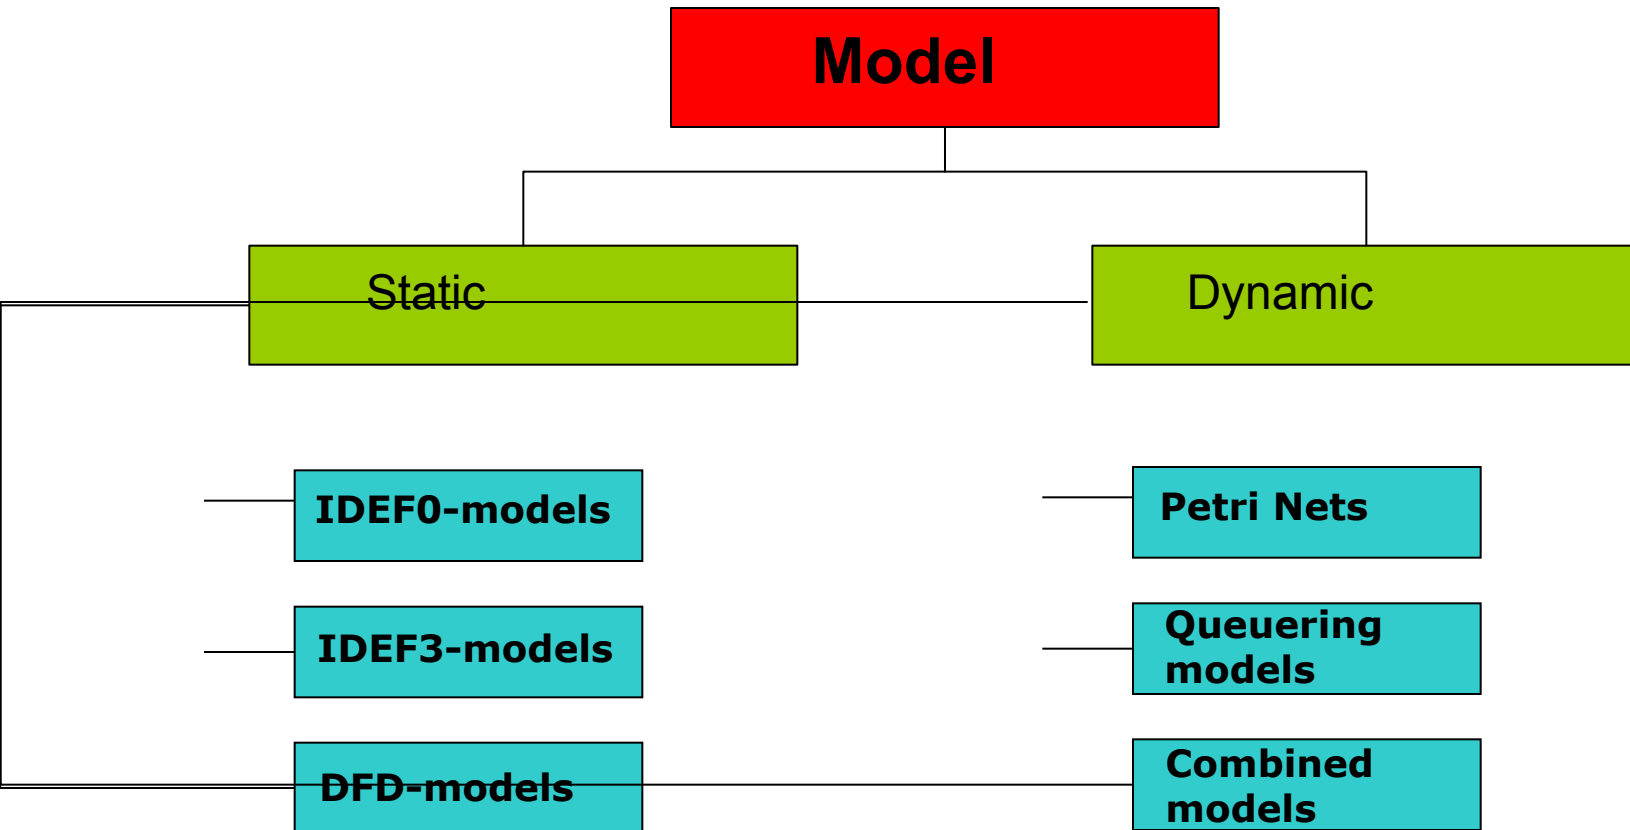 Model
Static
Dynamic
IDEF0-models
Petri Nets
IDEF3-models
Queuering
models
DFD-models
Combined
models